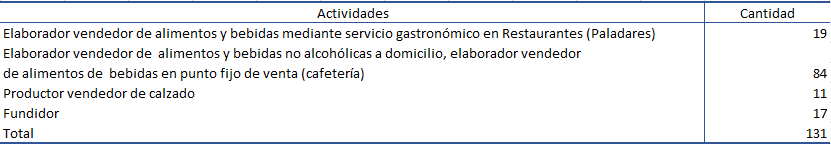 Actividades Cantidad
Elaborador vendedor de alimentos y bebidas mediante servicio gastronómico en Restaurantes (Paladares) 19
Elaborador vendedor de  alimentos y bebidas no alcohólicas a domicilio, elaborador vendedor
de alimentos de  bebidas en punto fijo de venta (cafetería) 84
Productor vendedor de calzado 11
Fundidor 17
Total 131